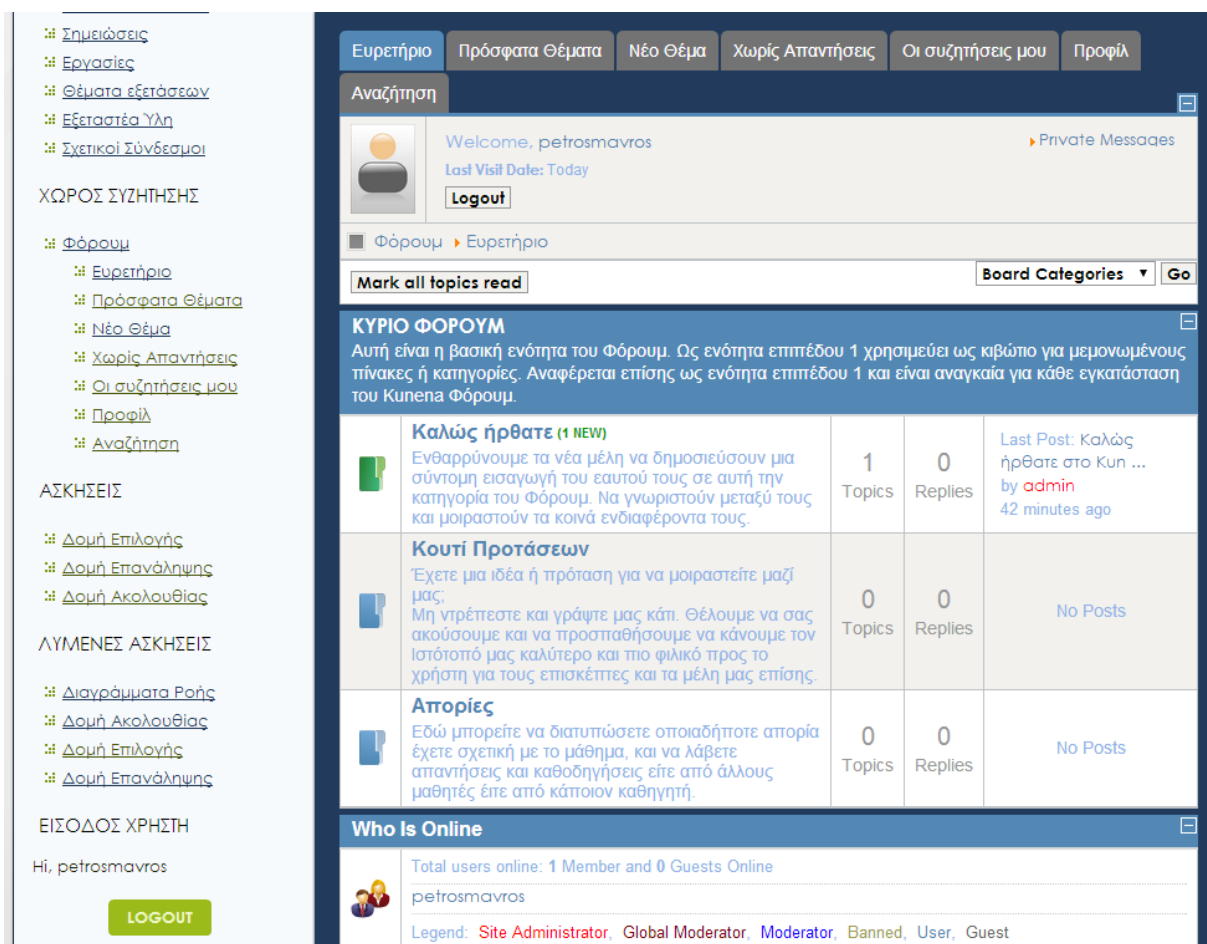 Σημειώσεις
Εργασίες
Θέματα εξετάσεων
Εξεταστέα Ύλη
Σχετικοί Σύνδεσμοι
ΧΩΡΟΣ ΣΥΖΗΤΗΣΗΣ
Φόρουμ
Ευρετήριο
Πρόσφατα Θέματα
Νέο Θέμα
Χωρίς Απαντήσεις
Οι συζητήσεις μου
Προφίλ
Αναζήτηση
ΑΣΚΗΣΕΙΣ
Δομή Επιλογής
Δομή Επανάληψης
Δομή Ακολουθίας
ΛΥΜΕΝΕΣ ΑΣΚΗΣΕΙΣ
Διαγράμματα Ροής
Δομή Ακολουθίας
Δομή Επιλογής
Δομή Επανάληψης
ΕΙΣΟΔΟΣ ΧΡΗΣΤΗ
Hi, petrosmavros
LOGOUT
Ευρετήριο Πρόσφατα Θέματα Νέο Θέμα Χωρίς Απαντήσεις Οι συζητήσεις μου Προφίλ
Αναζήτηση
Welcome, petrosmavros
Private Messages
Last Visit Date: Today
Logout
Φόρουμ Ευρετήριο
Mark all topics read
Board Categories Go
ΚΥΡΙΟ ΦΟΡΟΥΜ
Αυτή είναι η βασική ενότητα του Φόρουμ. Ως ενότητα επιπέδου 1 χρησιμεύει ως κιβώτιο για μεμονωμένους
πίνακες ή κατηγορίες. Αναφέρεται επίσης ως ενότητα επιπέδου 1 και είναι αναγκαία για κάθε εγκατάσταση
του Kunena Φόρουμ.
Καλώς ήρθατε (1 NEW)
Ενθαρρύνουμε τα νέα μέλη να δημοσιεύσουν μια
σύντομη εισαγωγή του εαυτού τους σε αυτή την
κατηγορία του Φόρουμ. Να γνωριστούν μεταξύ τους
και μοιραστούν τα κοινά ενδιαφέροντα τους.
1
Topics
0
Replies
Last Post: Καλώς
ήρθατε στο Kun ...
by admin
42 minutes ago
Κουτί Προτάσεων
Έχετε μια ιδέα ή πρόταση για να μοιραστείτε μαζί
μας;
Μη ντρέπεστε και γράψτε μας κάτι. Θέλουμε να σας
ακούσουμε και να προσπαθήσουμε να κάνουμε τον
Ιστότοπό μας καλύτερο και πιο φιλικό προς το
χρήστη για τους επισκέπτες και τα μέλη μας επίσης.
0
Topics
0
Replies
No Posts
Απορίες
Εδώ μπορείτε να διατυπώσετε οποιαδήποτε απορία
έχετε σχετική με το μάθημα, και να λάβετε
απαντήσεις και καθοδηγήσεις είτε από άλλους
μαθητές έιτε από κάποιον καθηγητή.
0
Topics
0
Replies
No Posts
Who Is Online
Total users online: 1 Member and 0 Guests Online
petrosmavros
Legend: Site Administrator, Global Moderator, Moderator, Banned, User, Guest